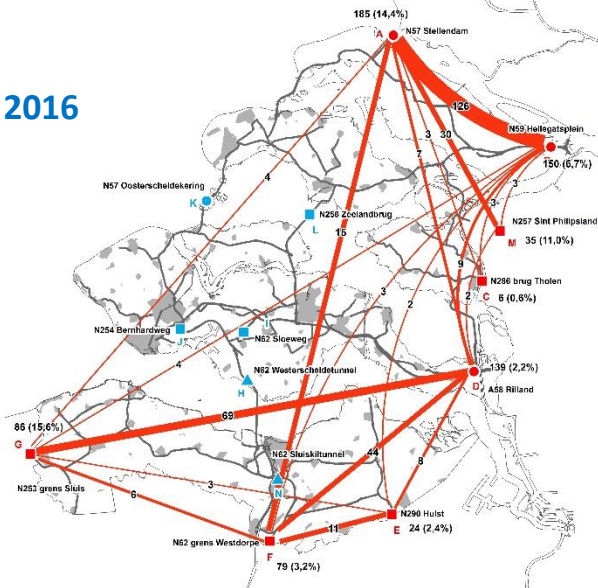 185 (14,4%)
A
N57 Stellendam
2016
126
N59 Hellegatsplein
3
30
7
150 (6,7%)
4
3
N57 Oosterscheldekering
K
3
N256 Zeelandbrug
L
N257 Sint Philipsland
M
35 (11,0%)
15
9
N286 brug Tholen
C
6 (0,6%)
3
2
2
N254 Bernhardweg
J
I
N62 Sloeweg
4
N62 Westerscheldetunnel
H
139 (2,2%)
D
A58 Rilland
69
86 (15,6%)
G
44
N62 Sluiskiltunnel
8
N253 grens Sluis
3
N
6
N290 Hulst
E
24 (2,4%)
11
N62 grens Westdorpe
F
79 (3,2%)